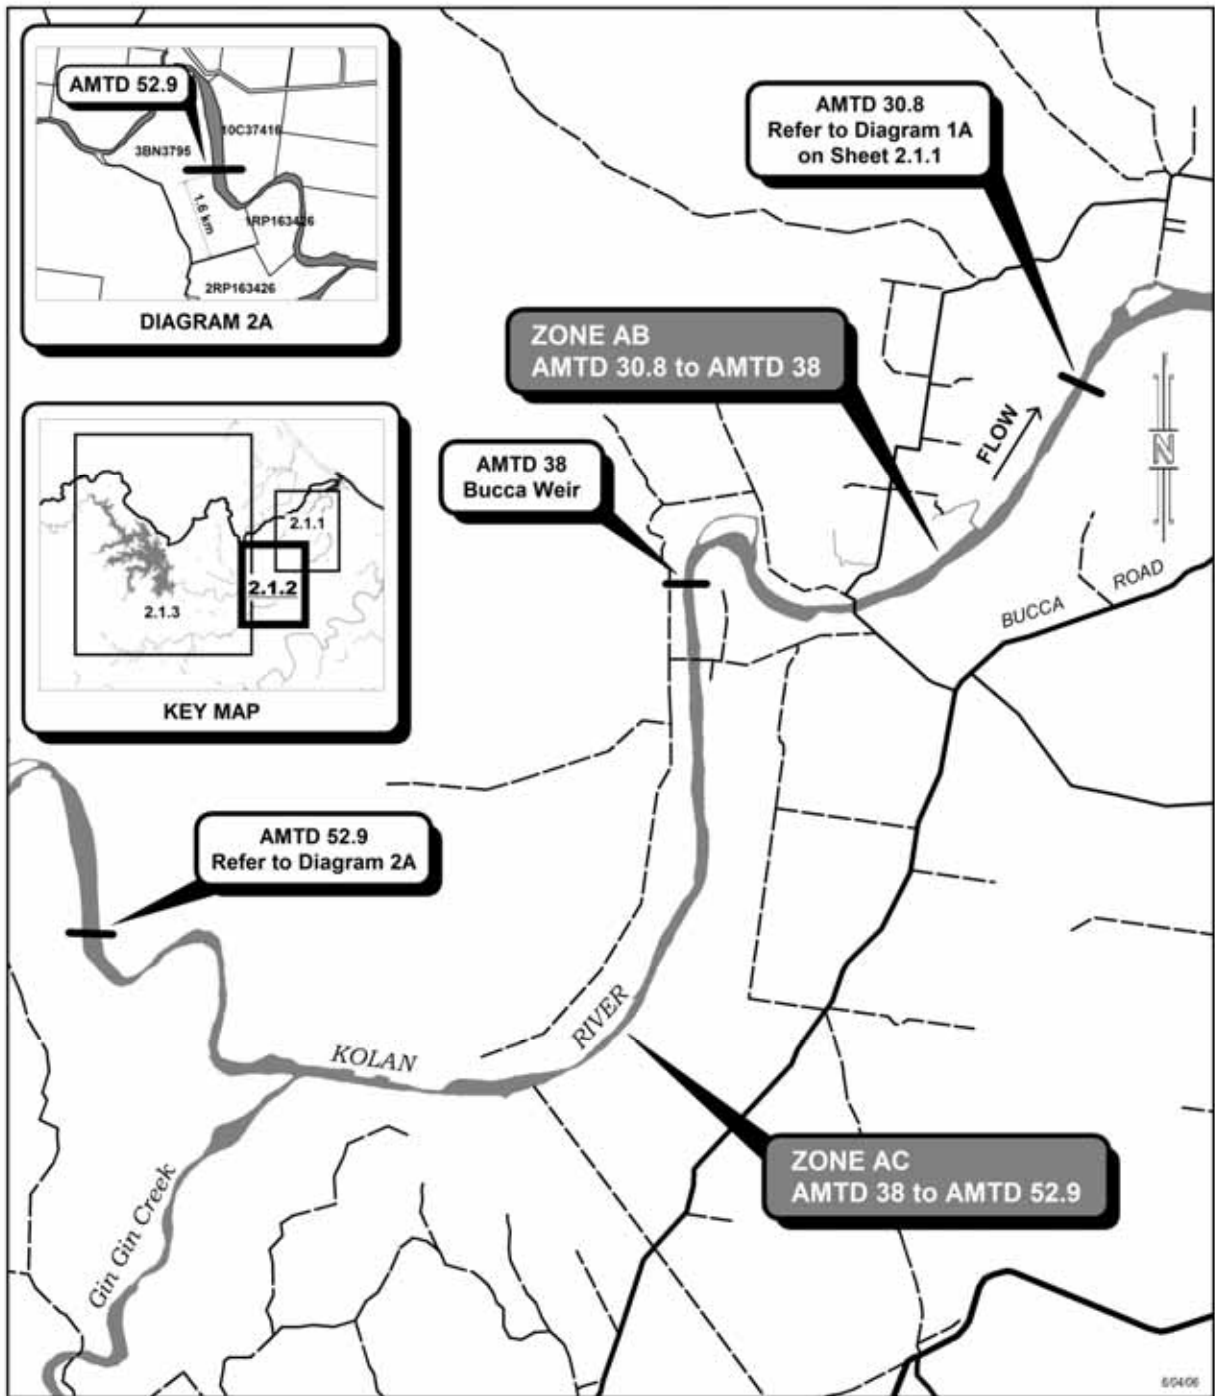 AMTD 52.9
10C37416
3BN3795
1.6 km
1RP163426
2RP163426
DIAGRAM 2A
AMTD 30.8
Refer to Diagram 1A
on Sheet 2.1.1
ZONE AB
AMTD 30.8 to AMTD 38
FLOW
N
AMTD 38
Bucca Weir
2.1.1
2.1.2
2.1.3
KEY MAP
BUCCA ROAD
AMTD 52.9
Refer to Diagram 2A
KOLAN RIVER
ZONE AC
AMTD 38 to AMTD 52.9
Gin Gin Creek
6/04/06